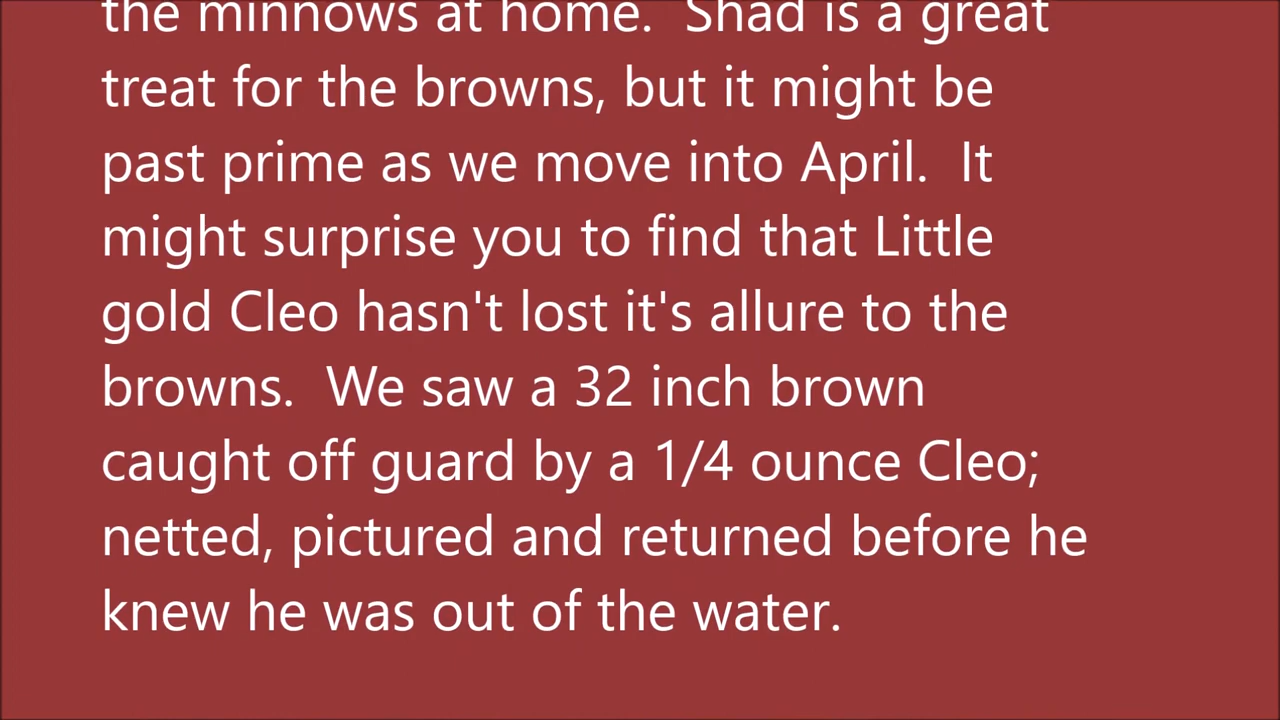 the minnows at home.  Shad is a great
treat for the browns, but it might be
past prime as we move into April.  It
might surprise you to find that Little
gold Cleo hasn't lost it's allure to the
browns.  We saw a 32 inch brown
caught off guard by a 1/4 ounce Cleo;
netted, pictured and returned before he
knew he was out of the water.